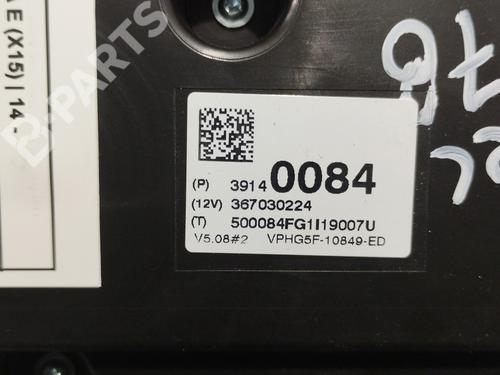 A E (X15) | 14 -
B-PARTS
(P) 3914 0084
(12V) 367030224
(T) 500084FG1I19007U
V5.08#2 VPHG5F-10849-ED